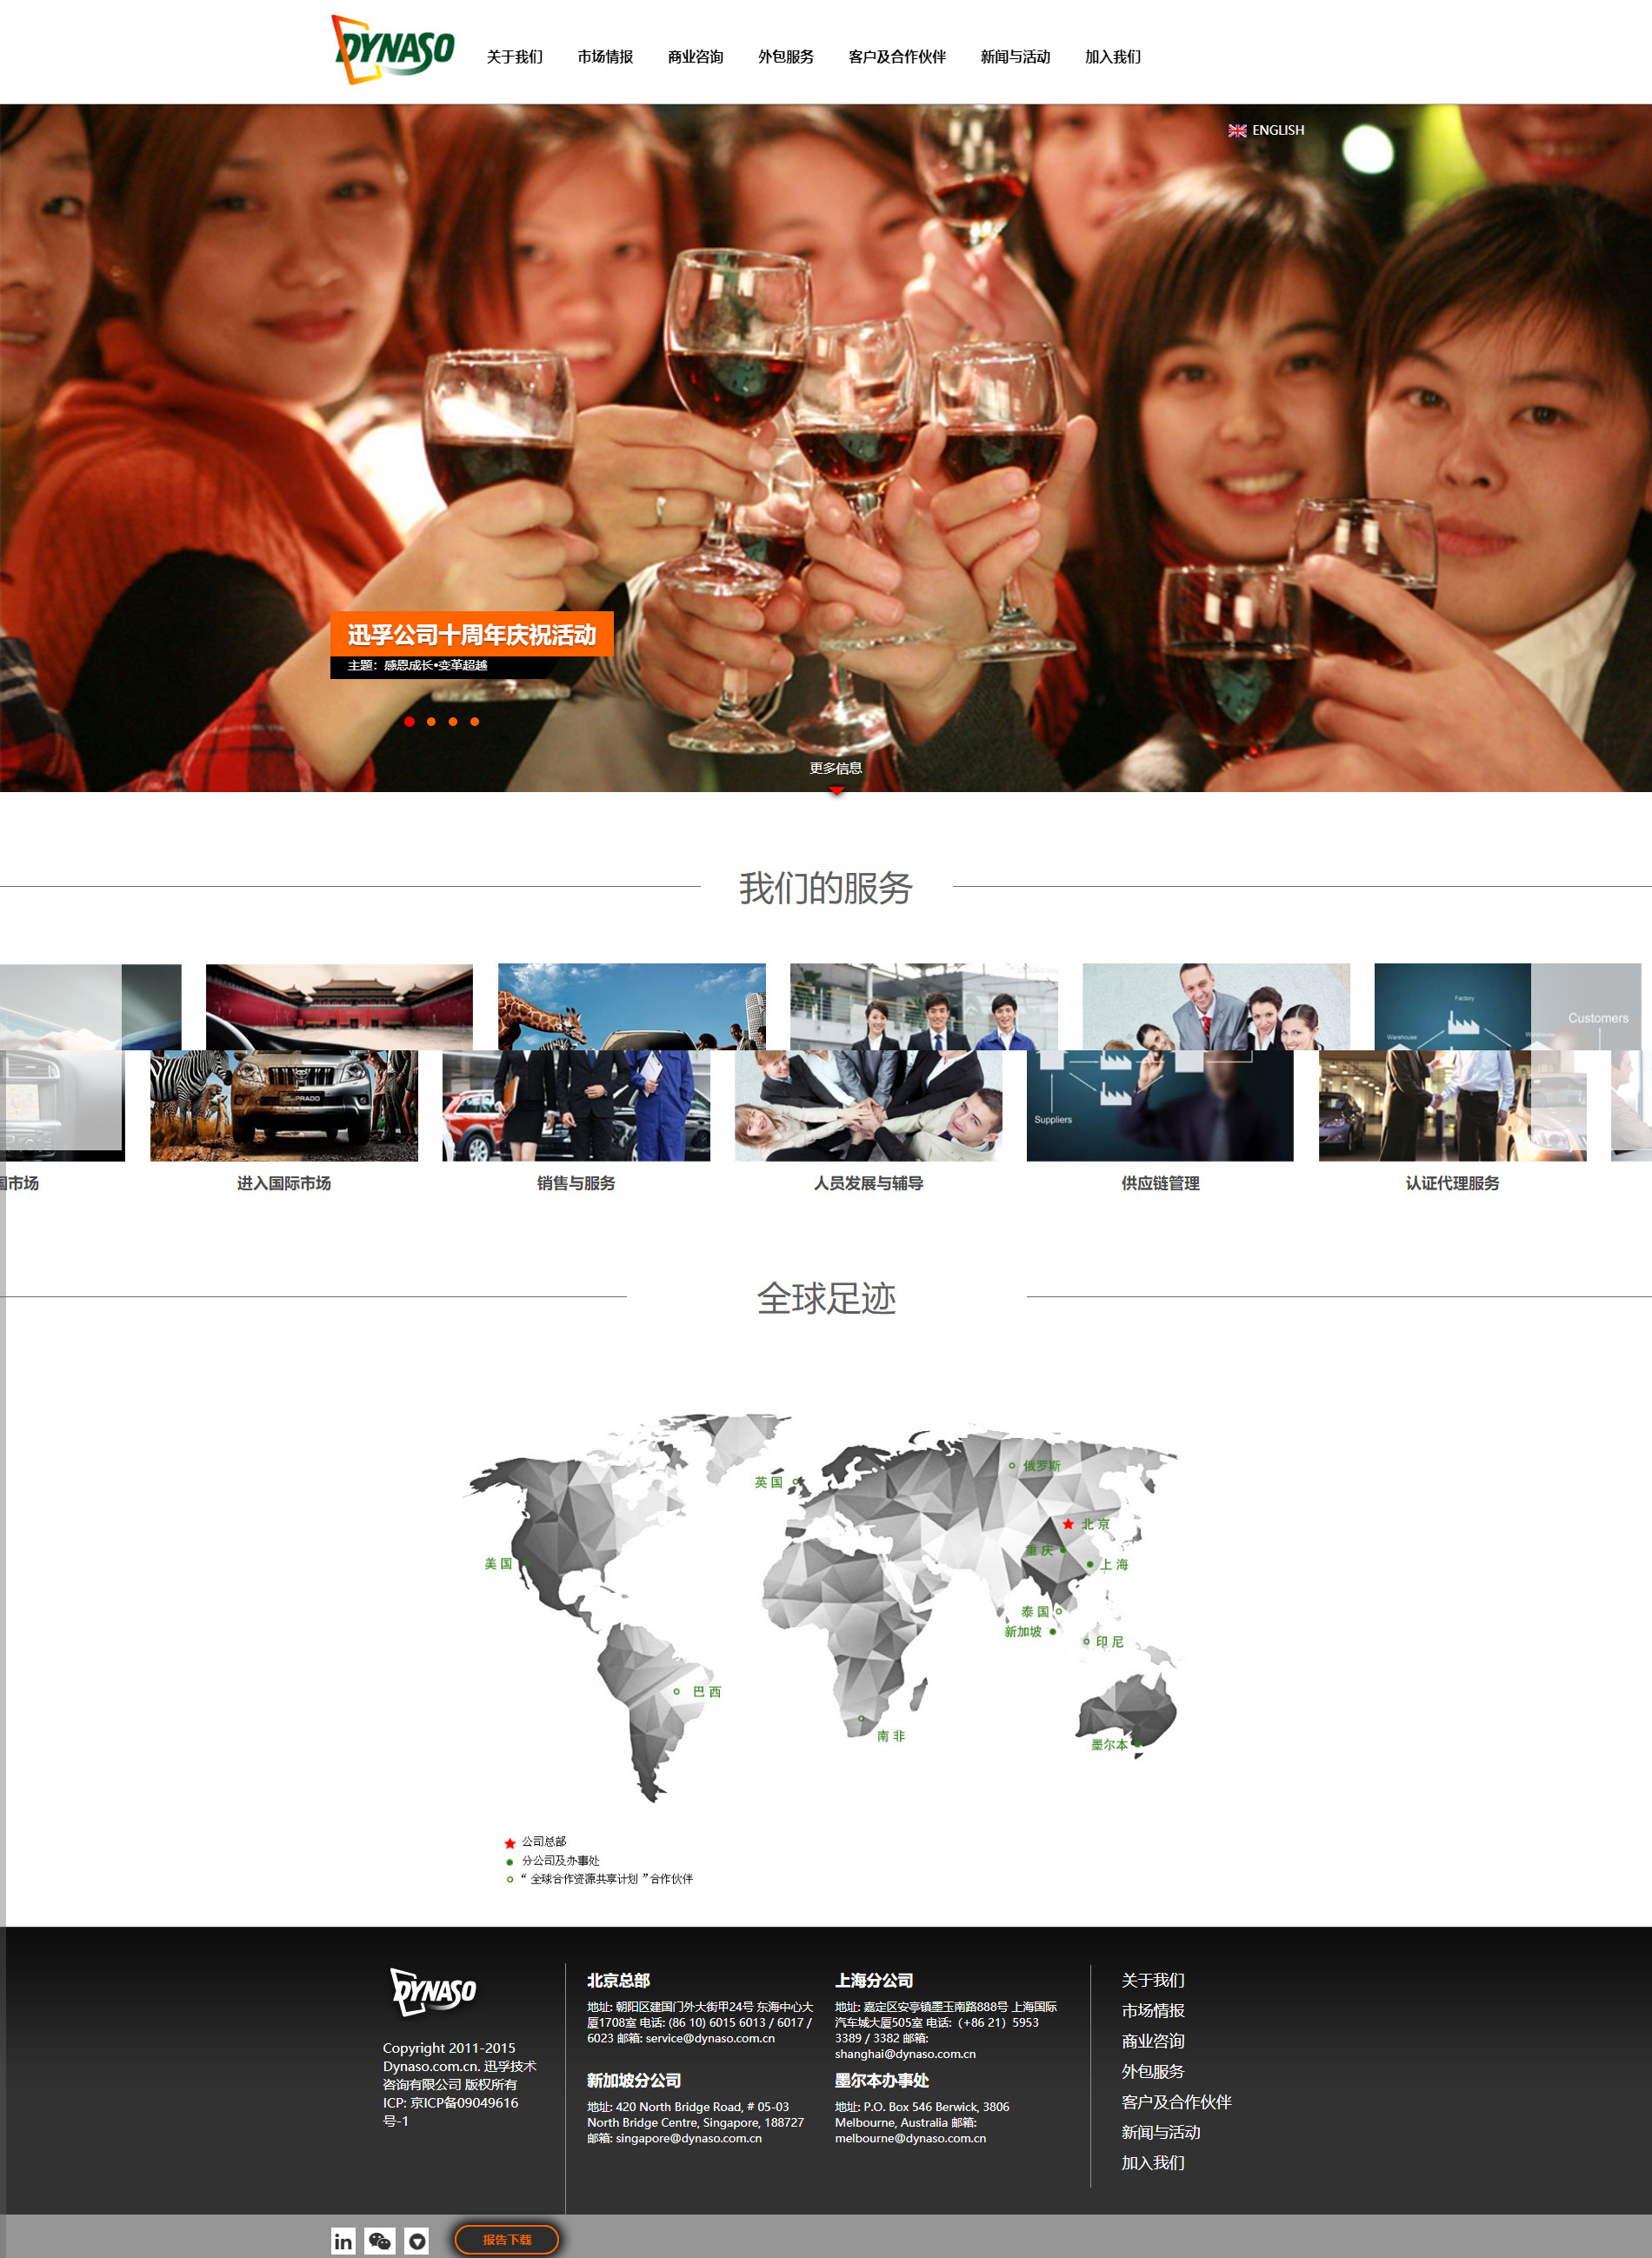 DYNASO
关于我们 市场情报 商业咨询 外包服务 客户及合作伙伴 新闻与活动 加入我们
ENGLISH
迅孚公司十周年庆祝活动
主题：感恩成长•变革超越
更多信息
我们的服务
Factory
Customers
Warehouse
PRADO
Suppliers
国市场
进入国际市场
销售与服务
人员发展与辅导
供应链管理
认证代理服务
全球足迹
英 国
俄罗斯
北 京
重 庆
上 海
美 国
泰 国
新加坡
印 尼
巴 西
南 非
墨尔本
公司总部
分公司及办事处
“ 全球合作资源共享计划 ”合作伙伴
DYNASO
Copyright 2011-2015
Dynaso.com.cn. 迅孚技术
咨询有限公司 版权所有
ICP: 京ICP备09049616
号-1
北京总部
地址: 朝阳区建国门外大街甲24号 东海中心大
厦1708室 电话: (86 10) 6015 6013 / 6017 /
6023 邮箱: service@dynaso.com.cn
上海分公司
地址: 嘉定区安亭镇墨玉南路888号 上海国际
汽车城大厦505室 电话:（+86 21）5953
3389 / 3382 邮箱:
shanghai@dynaso.com.cn
新加坡分公司
地址: 420 North Bridge Road, # 05-03
North Bridge Centre, Singapore, 188727
邮箱: singapore@dynaso.com.cn
墨尔本办事处
地址: P.O. Box 546 Berwick, 3806
Melbourne, Australia 邮箱:
melbourne@dynaso.com.cn
关于我们
市场情报
商业咨询
外包服务
客户及合作伙伴
新闻与活动
加入我们
in
报告下载